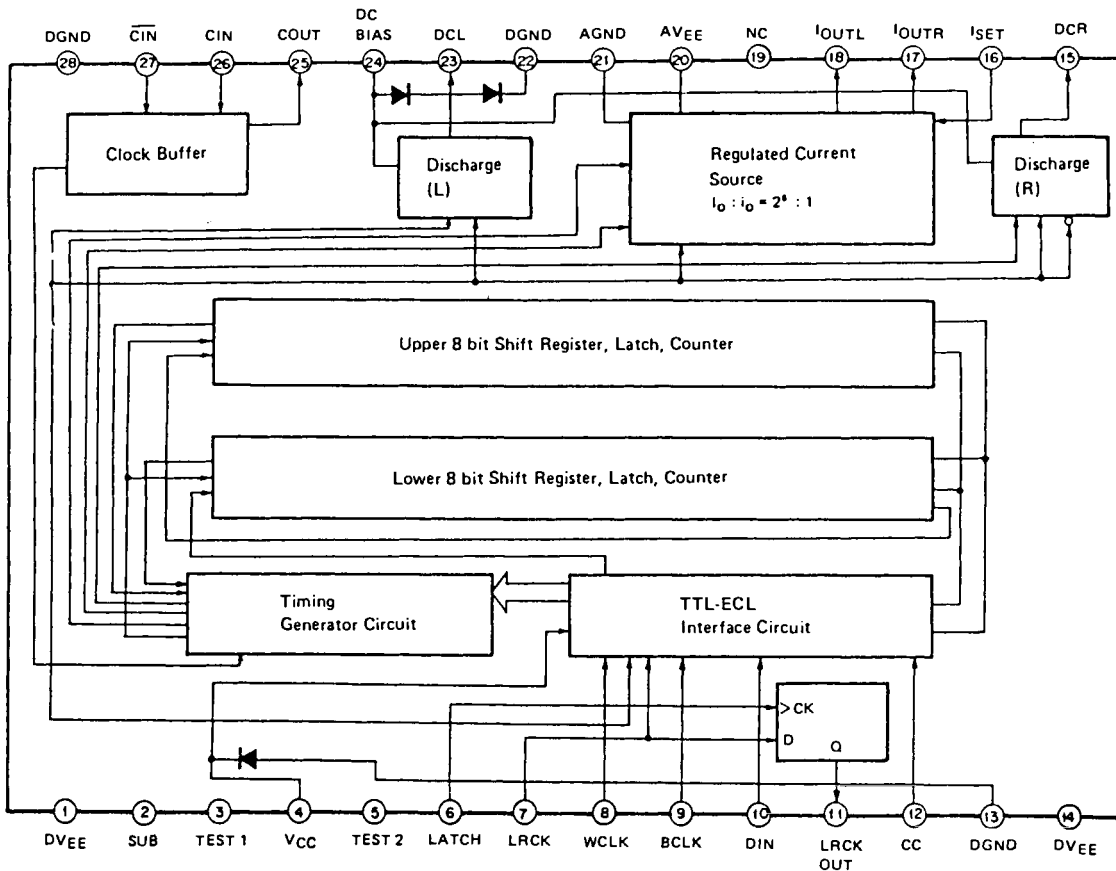 DGND CIN CIN COUT DC BIAS DCL DGND AGND AVEE NC IOUTL IOUTR ISET DCR
28 27 26 25 24 23 22 21 20 19 18 17 16 15
Clock Buffer
Discharge
(L)
Regulated Current
Source
Io : io = 2⁸ : 1
Discharge
(R)
Upper 8 bit Shift Register, Latch, Counter
Lower 8 bit Shift Register, Latch, Counter
Timing
Generator Circuit
TTL-ECL
Interface Circuit
>CK
D
Q
1 2 3 4 5 6 7 8 9 10 11 12 13 14
DVEE SUB TEST 1 VCC TEST 2 LATCH LRCK WCLK BCLK DIN LRCK OUT CC DGND DVEE